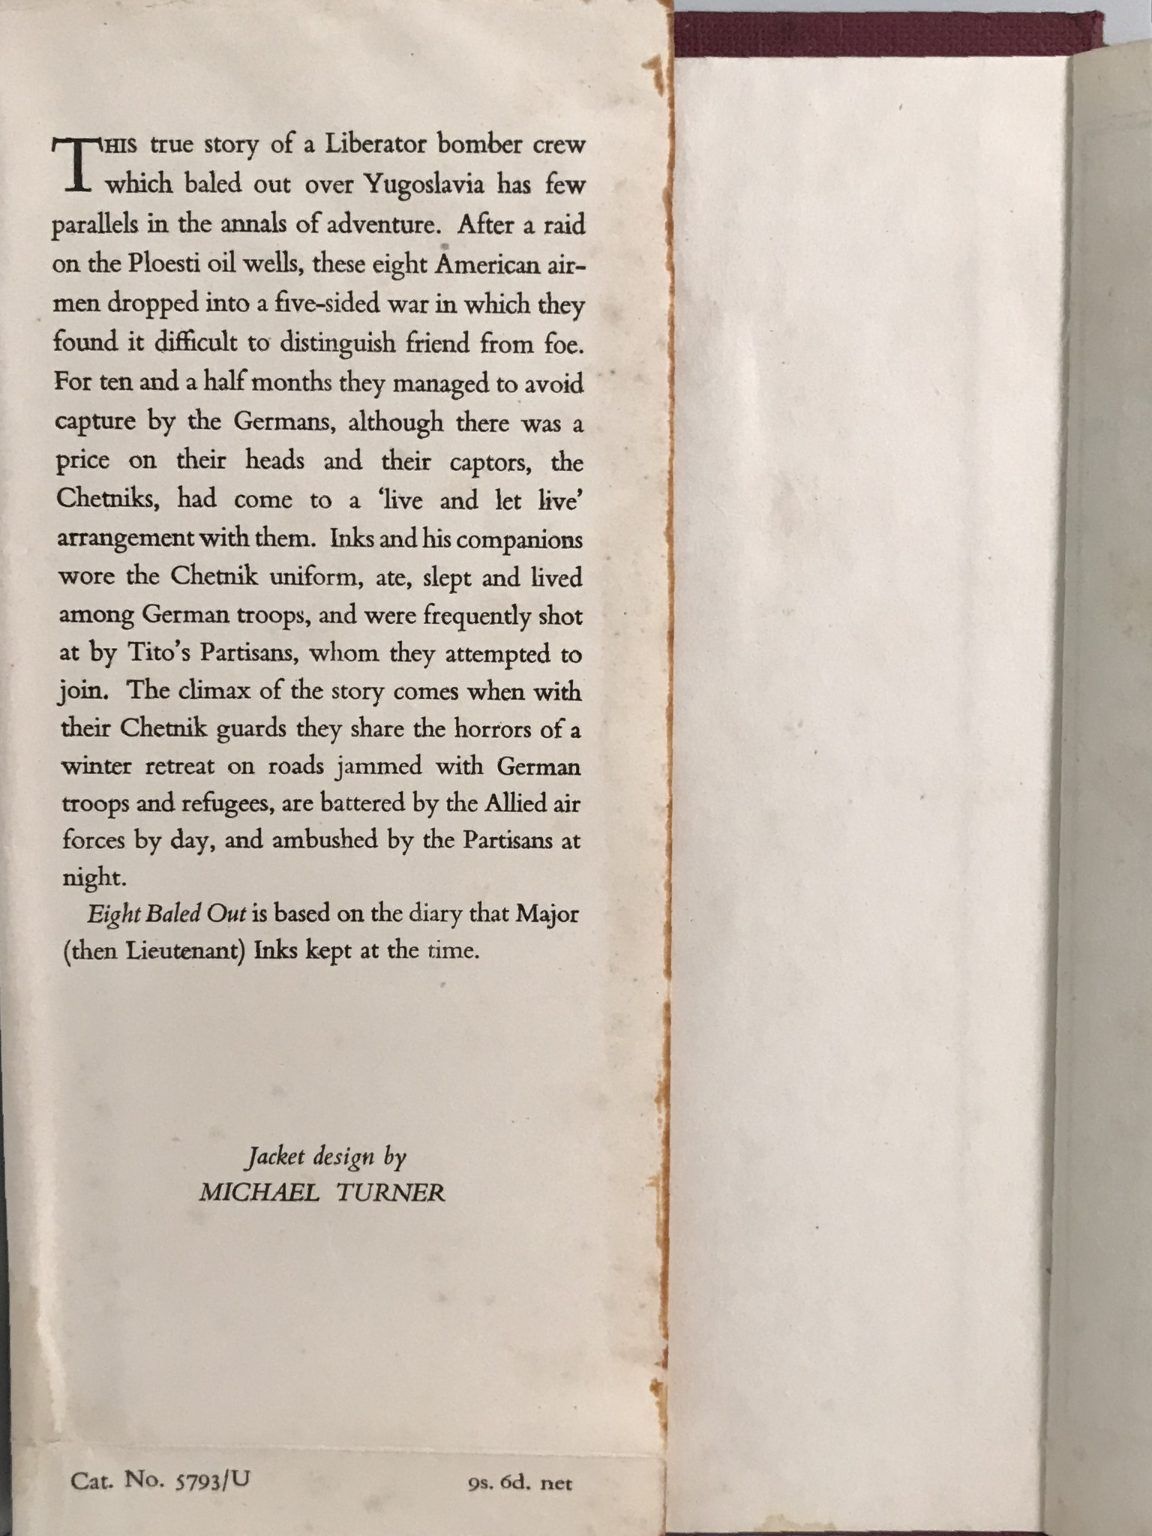 THIS true story of a Liberator bomber crew
which baled out over Yugoslavia has few
parallels in the annals of adventure. After a raid
on the Ploesti oil wells, these eight American air-
men dropped into a five-sided war in which they
found it difficult to distinguish friend from foe.
For ten and a half months they managed to avoid
capture by the Germans, although there was a
price on their heads and their captors, the
Chetniks, had come to a ‘live and let live’
arrangement with them. Inks and his companions
wore the Chetnik uniform, ate, slept and lived
among German troops, and were frequently shot
at by Tito’s Partisans, whom they attempted to
join. The climax of the story comes when with
their Chetnik guards they share the horrors of a
winter retreat on roads jammed with German
troops and refugees, are battered by the Allied air
forces by day, and ambushed by the Partisans at
night.
Eight Baled Out is based on the diary that Major
(then Lieutenant) Inks kept at the time.
Jacket design by
MICHAEL TURNER
Cat. No. 5793/U 9s. 6d. net